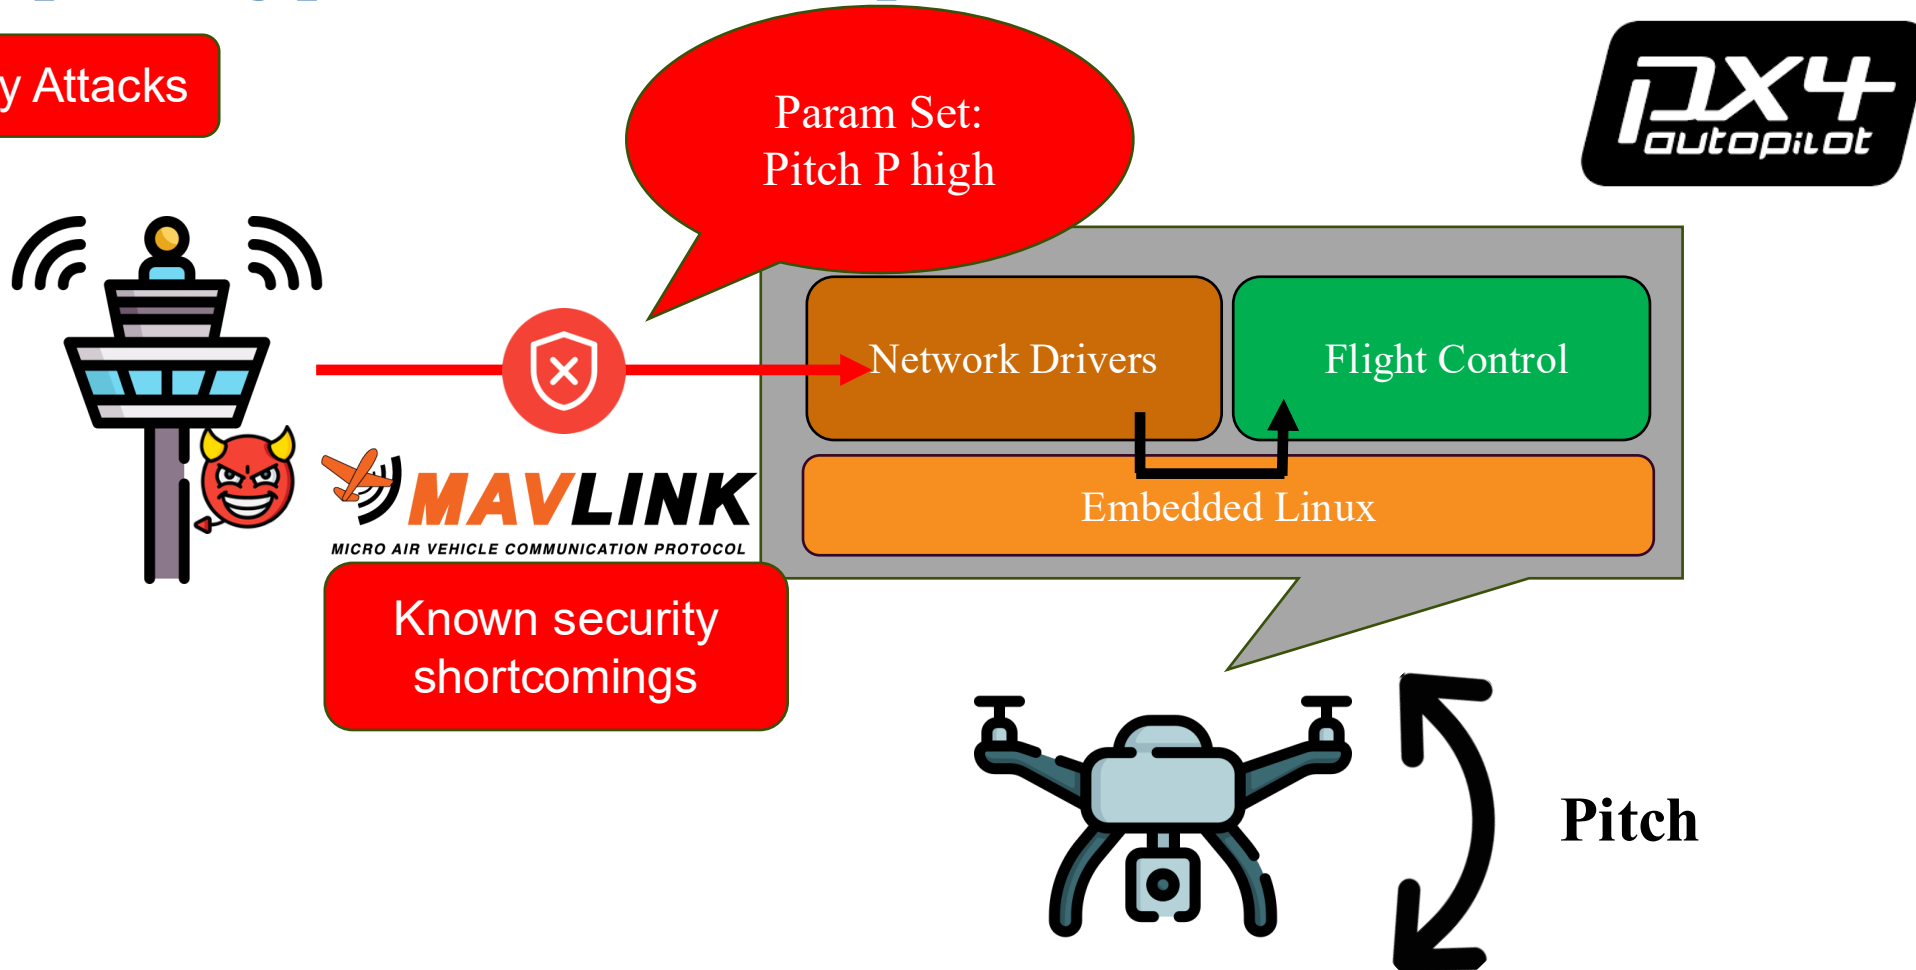 y Attacks
Param Set:
Pitch P high
PX4
autopilot
Network Drivers
Flight Control
Embedded Linux
MAVLINK
MICRO AIR VEHICLE COMMUNICATION PROTOCOL
Known security
shortcomings
Pitch